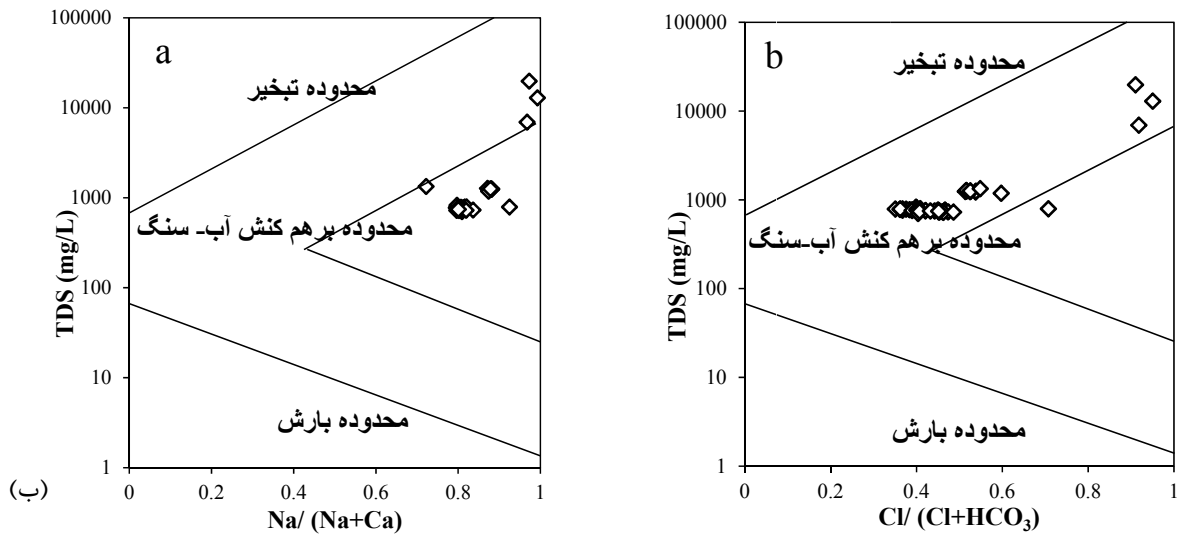 a
100000
10000
1000
100
10
1
TDS (mg/L)
محدوده تبخیر
محدوده برهم کنش آب- سنگ
محدوده بارش
0 0.2 0.4 0.6 0.8 1
Na/ (Na+Ca)
(ب)
b
100000
10000
1000
100
10
1
TDS (mg/L)
محدوده تبخیر
محدوده برهم کنش آب-سنگ
محدوده بارش
0 0.2 0.4 0.6 0.8 1
Cl/ (Cl+HCO₃)